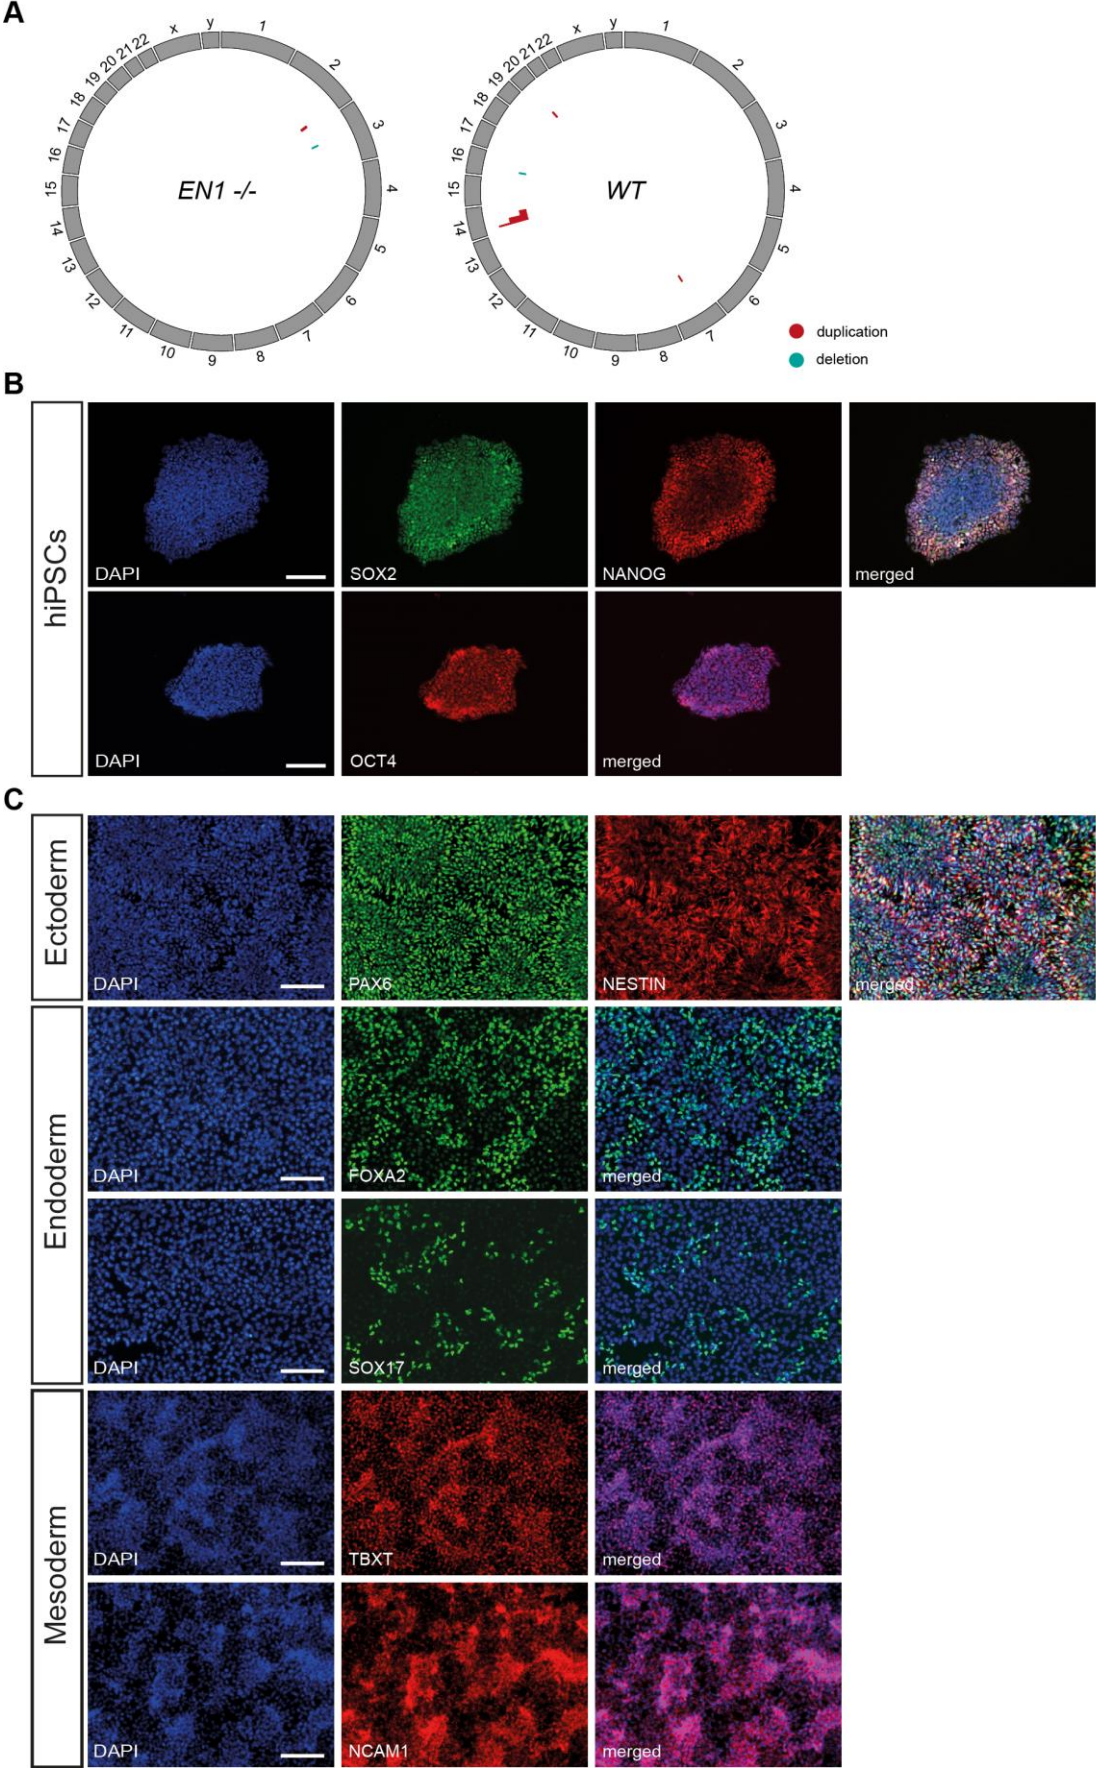 A
x y 1 2 3 4 5 6 7 8 9 10 11 12 13 14 15 16 17 18 19 20 21 22
EN1 -/-
x y 1 2 3 4 5 6 7 8 9 10 11 12 13 14 15 16 17 18 19 20 21 22
WT
duplication
deletion
B
hiPSCs
DAPI SOX2 NANOG merged
DAPI OCT4 merged
C
Ectoderm
DAPI PAX6 NESTIN merged
Endoderm
DAPI FOXA2 merged
DAPI SOX17 merged
Mesoderm
DAPI TBXT merged
DAPI NCAM1 merged